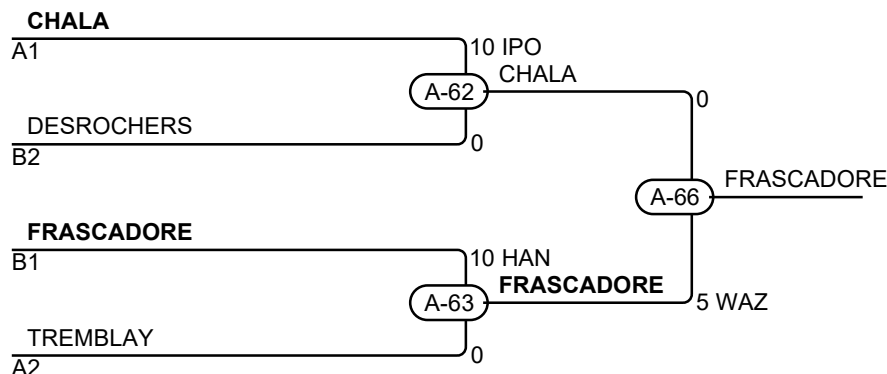 CHALA
A1
10 IPO
CHALA
A-62
0
DESROCHERS
B2
0
A-66
FRASCADORE
FRASCADORE
B1
10 HAN
FRASCADORE
A-63
5 WAZ
TREMBLAY
A2
0